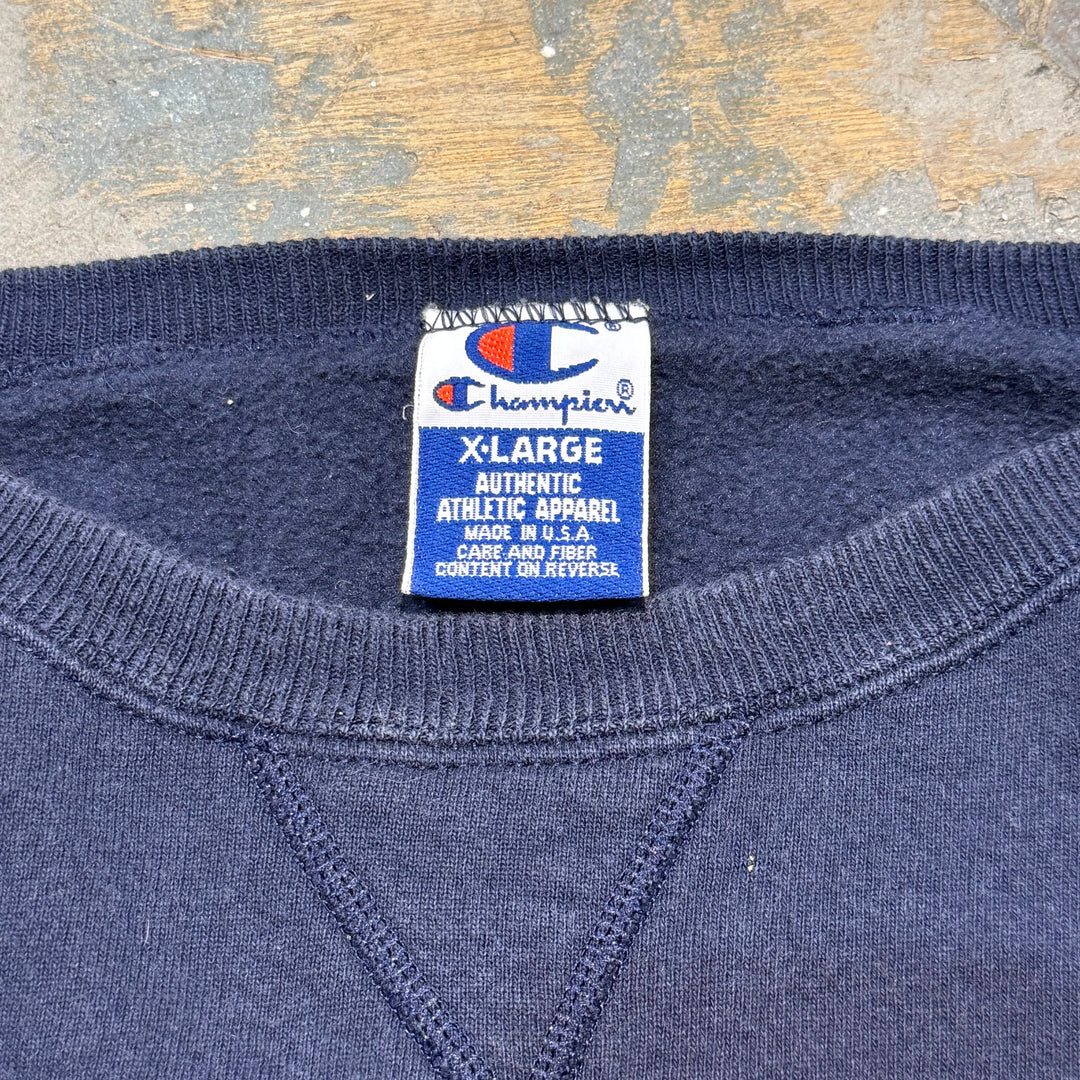 ®
Champion®
X•LARGE
AUTHENTIC
ATHLETIC APPAREL
MADE IN U.S.A.
CARE AND FIBER
CONTENT ON REVERSE